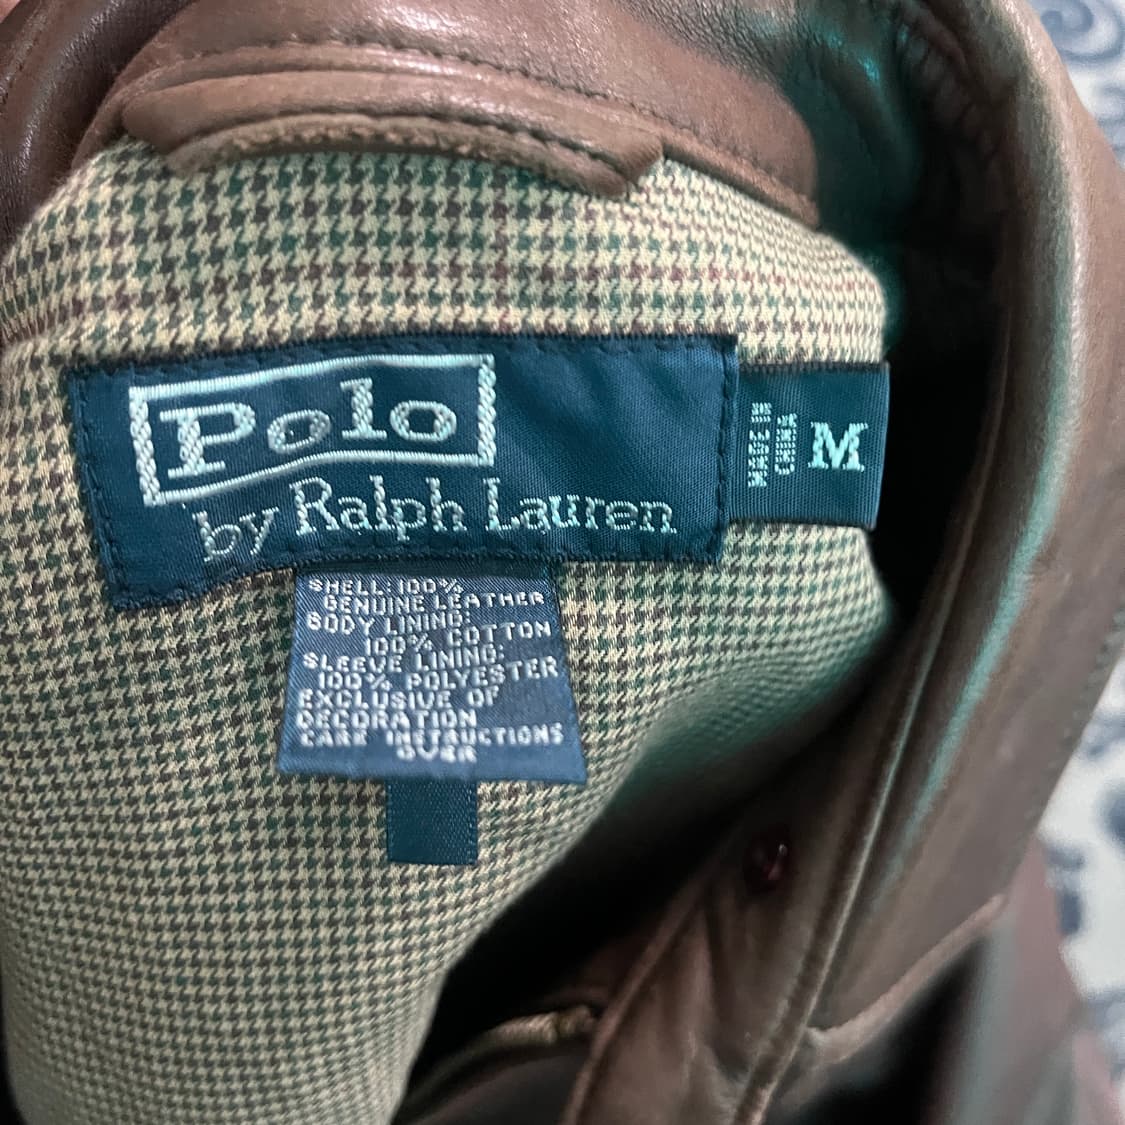 Polo
by Ralph Lauren
MADE IN
CHINA
M
SHELL: 100%
GENUINE LEATHER
BODY LINING:
100% COTTON
SLEEVE LINING:
100% POLYESTER
EXCLUSIVE OF
DECORATION
CARE INSTRUCTIONS
OVER